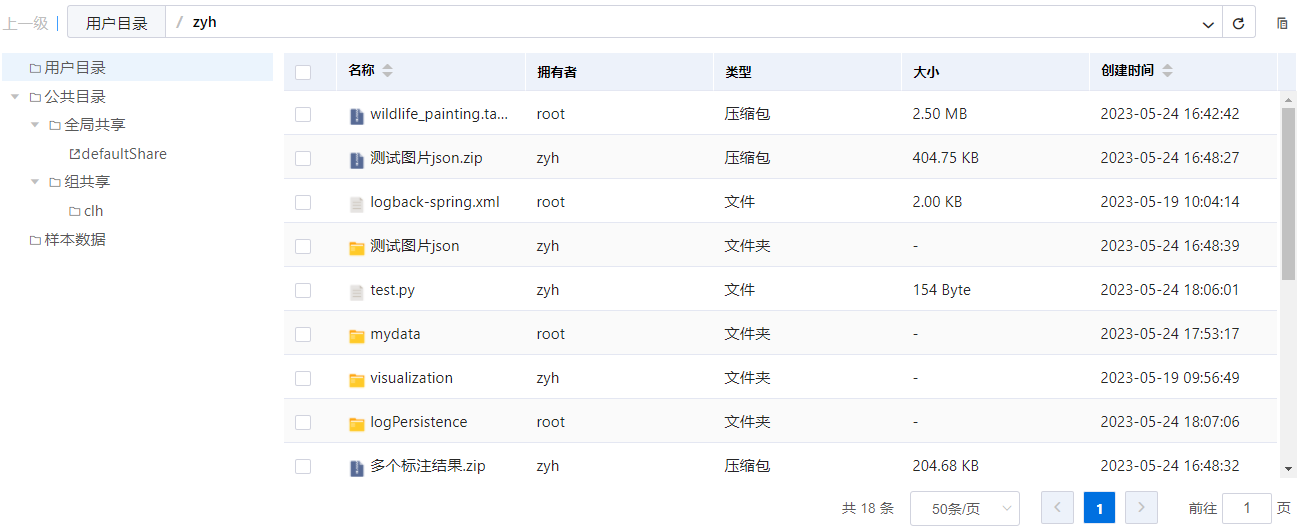 上一级 | 用户目录 / zyh
用户目录
公共目录
全局共享
defaultShare
组共享
clh
样本数据
名称 拥有者 类型 大小 创建时间
wildlife_painting.ta... root 压缩包 2.50 MB 2023-05-24 16:42:42
测试图片json.zip zyh 压缩包 404.75 KB 2023-05-24 16:48:27
logback-spring.xml root 文件 2.00 KB 2023-05-19 10:04:14
测试图片json zyh 文件夹 - 2023-05-24 16:48:39
test.py zyh 文件 154 Byte 2023-05-24 18:06:01
mydata root 文件夹 - 2023-05-24 17:53:17
visualization zyh 文件夹 - 2023-05-19 09:56:49
logPersistence root 文件夹 - 2023-05-24 18:07:06
多个标注结果.zip zyh 压缩包 204.68 KB 2023-05-24 16:48:32
共 18 条 50条/页 1 前往 1 页